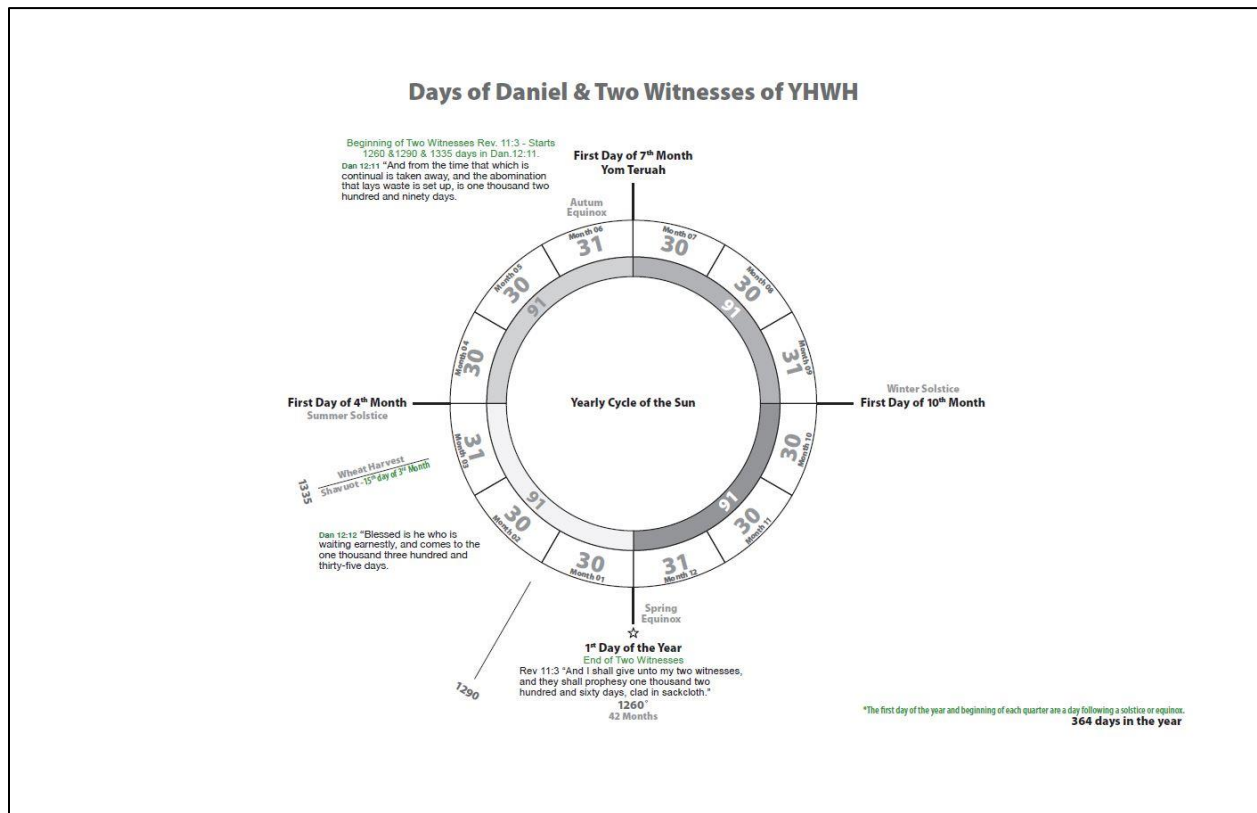 Days of Daniel & Two Witnesses of YHWH
Beginning of Two Witnesses Rev. 11:3 - Starts
1260 &1290 & 1335 days in Dan.12:11.
Dan 12:11 “And from the time that which is
continual is taken away, and the abomination
that lays waste is set up, is one thousand two
hundred and ninety days.
First Day of 7th Month
Yom Teruah
Autum
Equinox
Month 06
31
Month 07
30
Month 05
30
Month 08
30
91
91
Month 04
30
Month 09
31
First Day of 4th Month
Summer Solstice
Yearly Cycle of the Sun
Winter Solstice
First Day of 10th Month
31
Month 03
30
Month 10
Wheat Harvest
Shavuot -15th day of 3rd Month
1335
91
91
30
Month 02
30
Month 11
Dan 12:12 “Blessed is he who is
waiting earnestly, and comes to the
one thousand three hundred and
thirty-five days.
30
Month 01
31
Month 12
Spring
Equinox
1290
1st Day of the Year
End of Two Witnesses
Rev 11:3 “And I shall give unto my two witnesses,
and they shall prophesy one thousand two
hundred and sixty days, clad in sackcloth.”
1260°
42 Months
*The first day of the year and beginning of each quarter are a day following a solstice or equinox.
364 days in the year